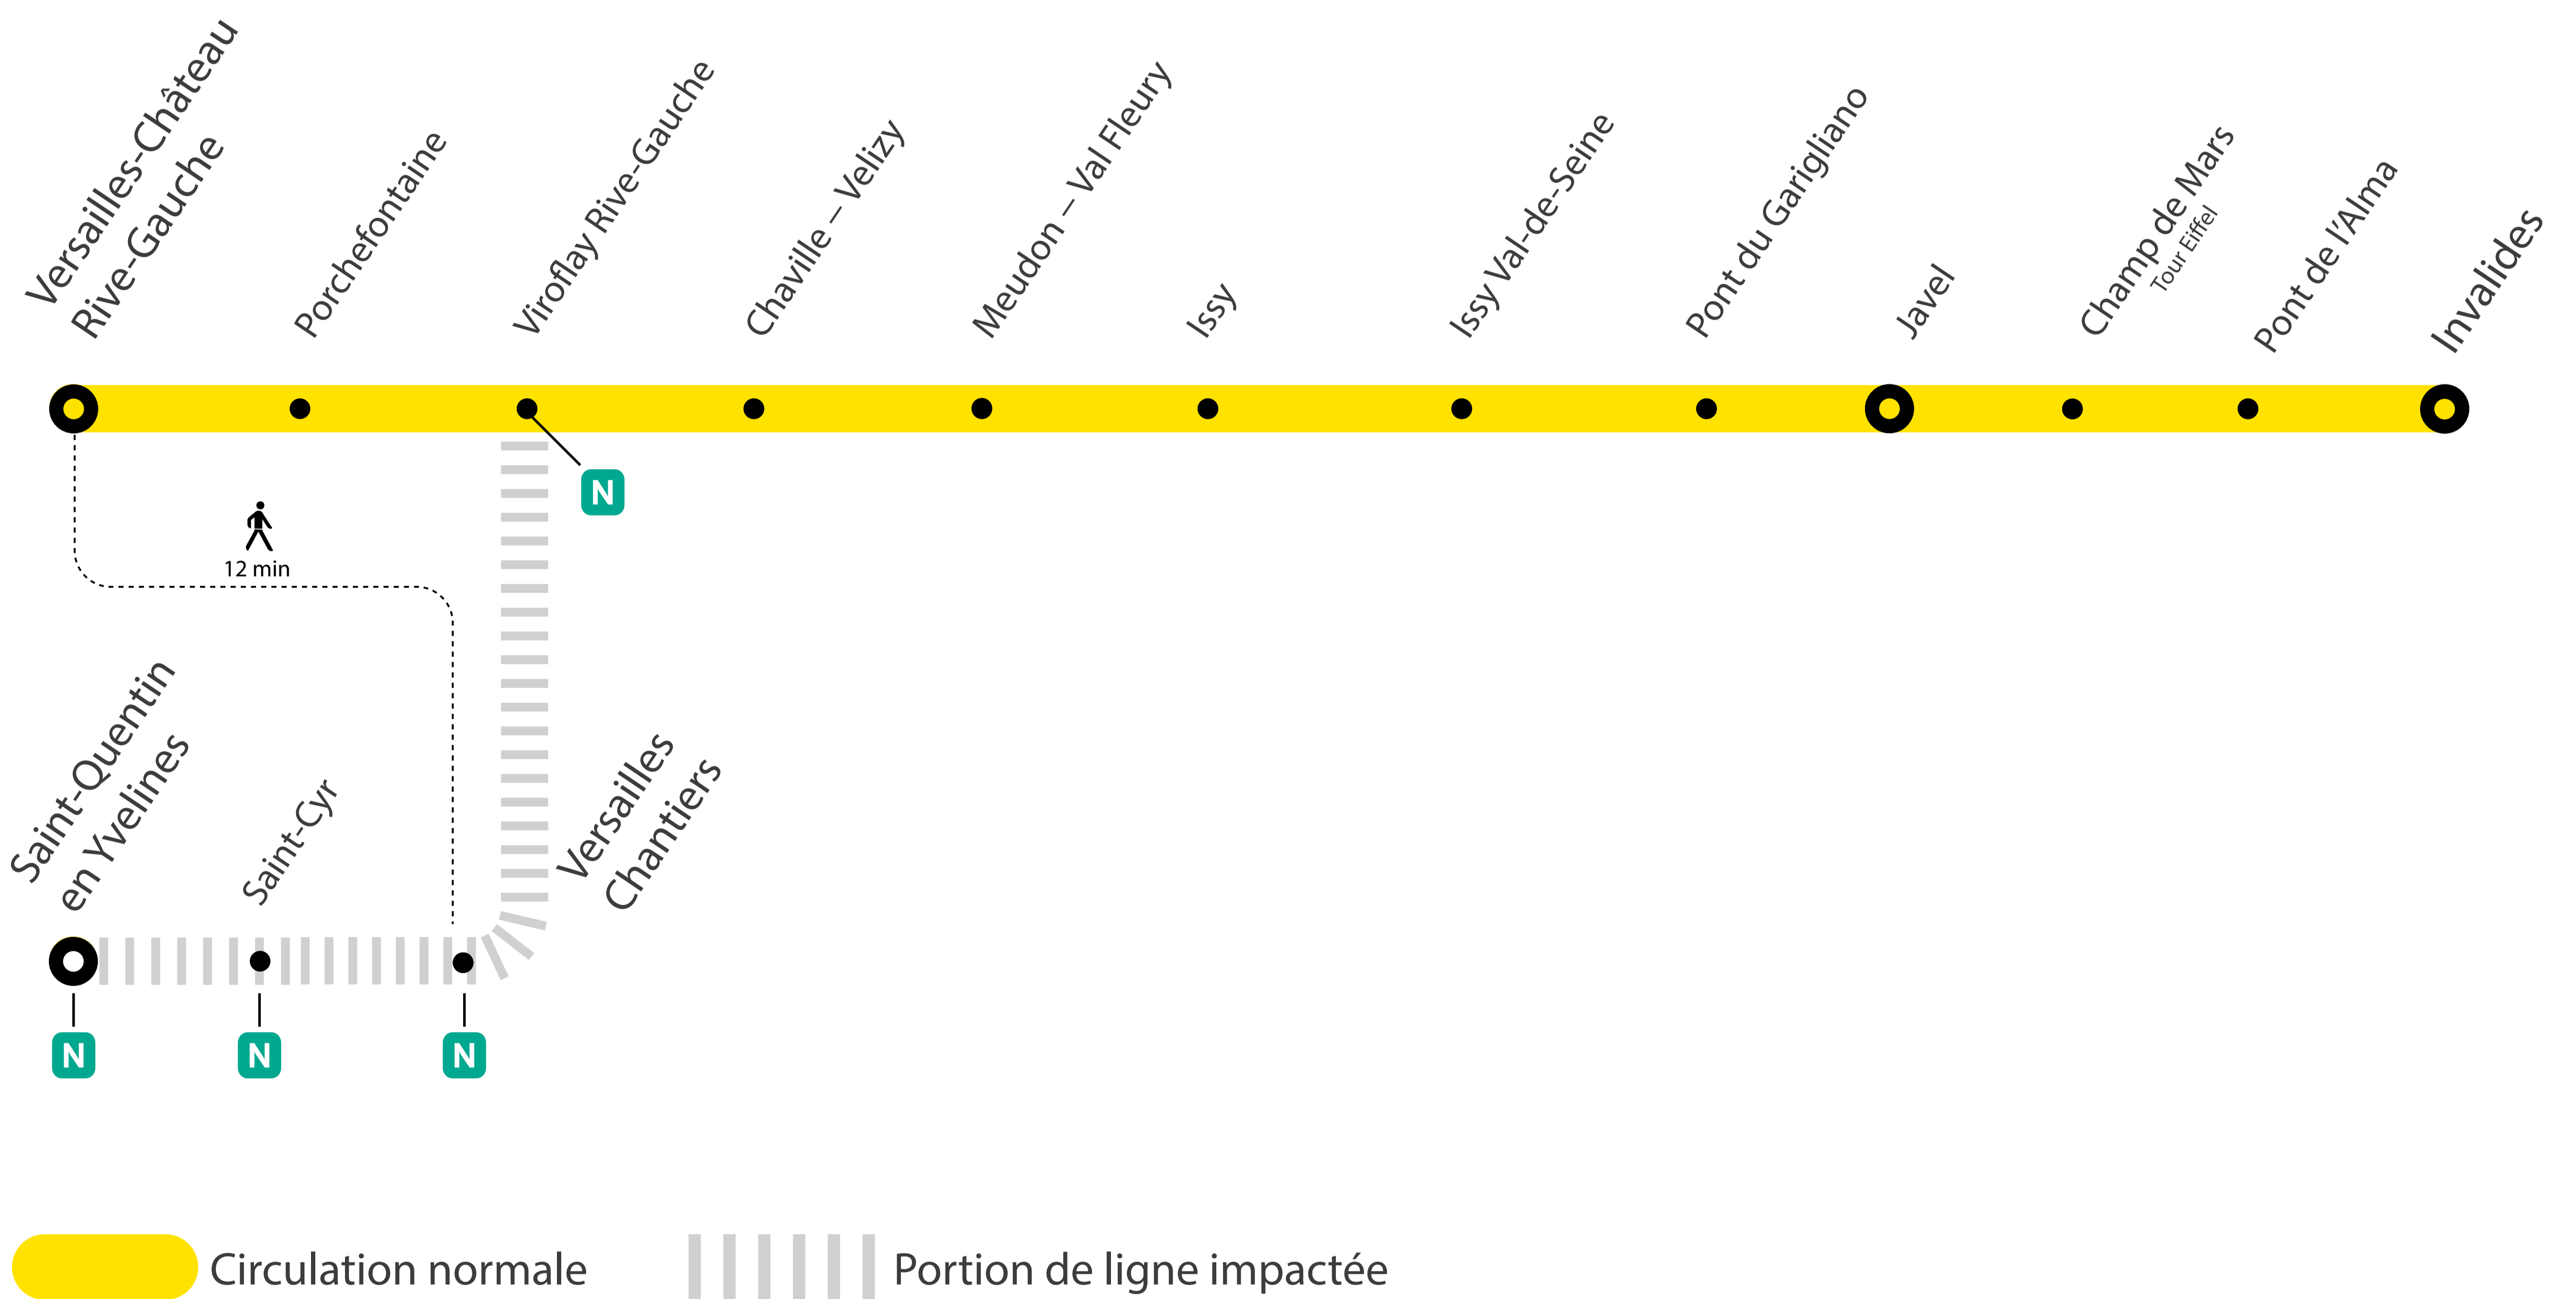 Versailles-Château
Rive-Gauche
Porchefontaine
Viroflay Rive-Gauche
Chaville – Velizy
Meudon – Val Fleury
Issy
Issy Val-de-Seine
Pont du Garigliano
Javel
Champ de Mars
Tour Eiffel
Pont de l'Alma
Invalides
N
12 min
Saint-Quentin
en Yvelines
Saint-Cyr
Versailles
Chantiers
N
N
N
Circulation normale
Portion de ligne impactée